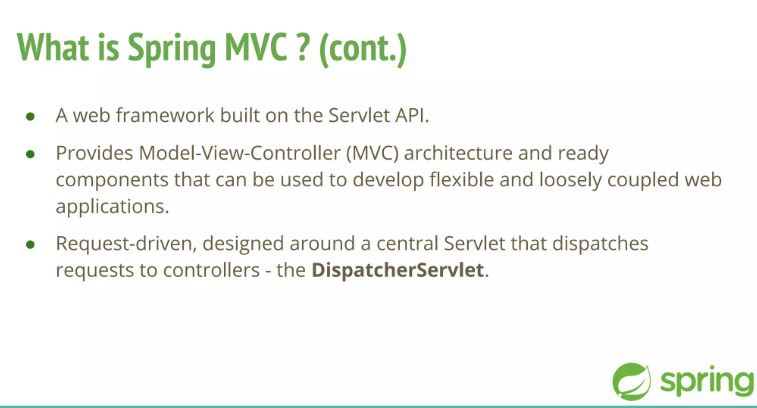 What is Spring MVC ? (cont.)
● A web framework built on the Servlet API.
● Provides Model-View-Controller (MVC) architecture and ready
components that can be used to develop flexible and loosely coupled web
applications.
● Request-driven, designed around a central Servlet that dispatches
requests to controllers - the DispatcherServlet.
spring